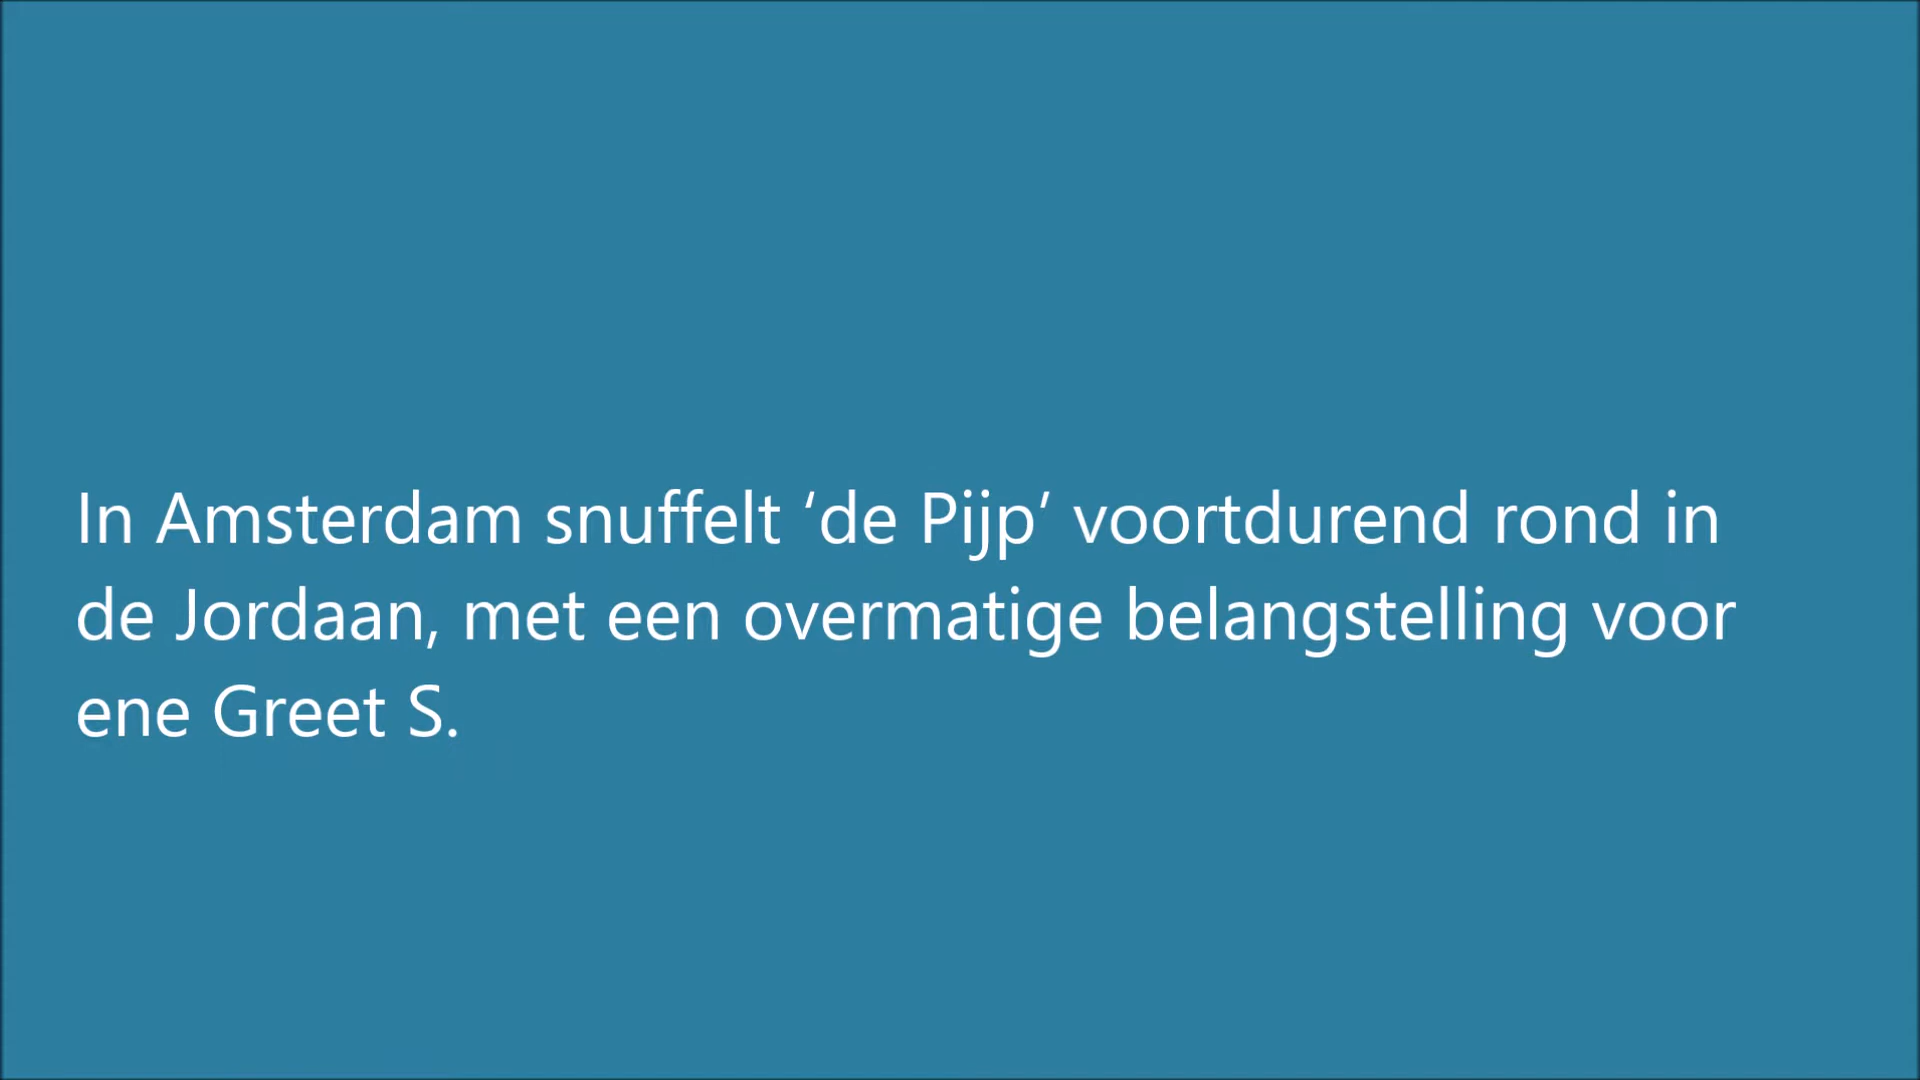 In Amsterdam snuffelt ‘de Pijp’ voortdurend rond in
de Jordaan, met een overmatige belangstelling voor
ene Greet S.